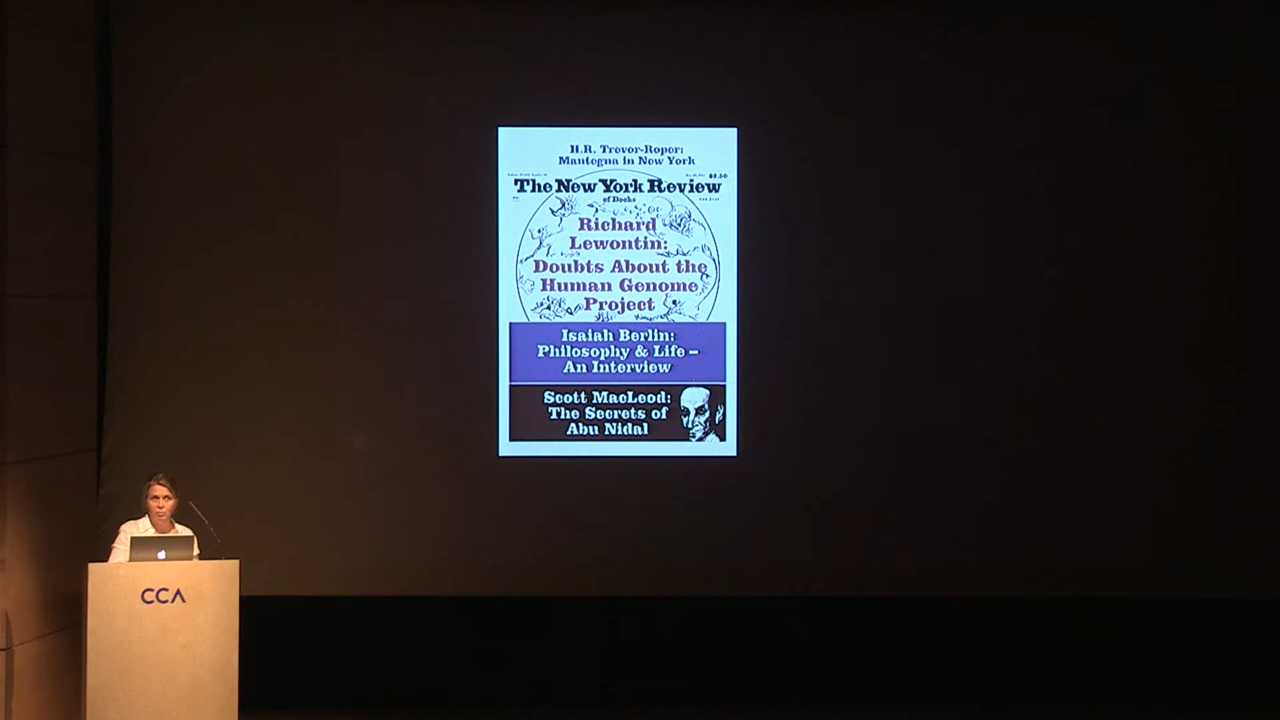 H.R. Trevor-Roper:
Mantegna in New York
$2.50
The New York Review
of Books
Richard
Lewontin:
Doubts About the
Human Genome
Project
Isaiah Berlin:
Philosophy & Life –
An Interview
Scott MacLeod:
The Secrets of
Abu Nidal
CCA